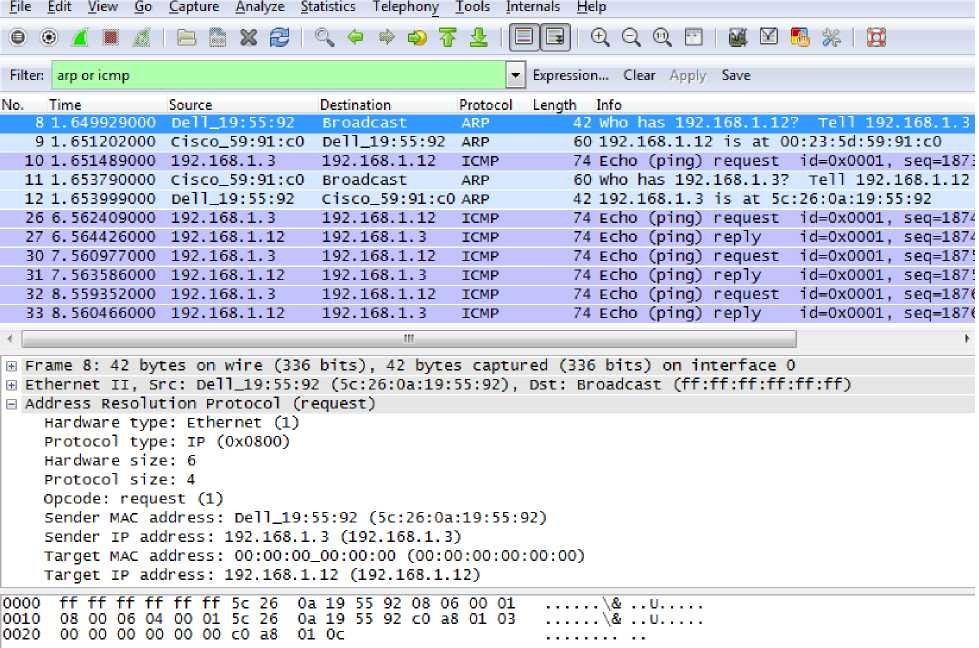 File Edit View Go Capture Analyze Statistics Telephony Tools Internals Help
Filter: arp or icmp Expression... Clear Apply Save
No. Time Source Destination Protocol Length Info
8 1.649929000 Dell_19:55:92 Broadcast ARP 42 Who has 192.168.1.12? Tell 192.168.1.3
9 1.651202000 Cisco_59:91:c0 Dell_19:55:92 ARP 60 192.168.1.12 is at 00:23:5d:59:91:c0
10 1.651489000 192.168.1.3 192.168.1.12 ICMP 74 Echo (ping) request id=0x0001, seq=1873
11 1.653790000 Cisco_59:91:c0 Broadcast ARP 60 Who has 192.168.1.3? Tell 192.168.1.12
12 1.653999000 Dell_19:55:92 Cisco_59:91:c0 ARP 42 192.168.1.3 is at 5c:26:0a:19:55:92
26 6.562409000 192.168.1.3 192.168.1.12 ICMP 74 Echo (ping) request id=0x0001, seq=1874
27 6.564426000 192.168.1.12 192.168.1.3 ICMP 74 Echo (ping) reply id=0x0001, seq=1874
30 7.560977000 192.168.1.3 192.168.1.12 ICMP 74 Echo (ping) request id=0x0001, seq=1875
31 7.563586000 192.168.1.12 192.168.1.3 ICMP 74 Echo (ping) reply id=0x0001, seq=1875
32 8.559352000 192.168.1.3 192.168.1.12 ICMP 74 Echo (ping) request id=0x0001, seq=1876
33 8.560466000 192.168.1.12 192.168.1.3 ICMP 74 Echo (ping) reply id=0x0001, seq=1876
Frame 8: 42 bytes on wire (336 bits), 42 bytes captured (336 bits) on interface 0
Ethernet II, Src: Dell_19:55:92 (5c:26:0a:19:55:92), Dst: Broadcast (ff:ff:ff:ff:ff:ff)
Address Resolution Protocol (request)
Hardware type: Ethernet (1)
Protocol type: IP (0x0800)
Hardware size: 6
Protocol size: 4
Opcode: request (1)
Sender MAC address: Dell_19:55:92 (5c:26:0a:19:55:92)
Sender IP address: 192.168.1.3 (192.168.1.3)
Target MAC address: 00:00:00_00:00:00 (00:00:00:00:00:00)
Target IP address: 192.168.1.12 (192.168.1.12)
0000 ff ff ff ff ff ff 5c 26 0a 19 55 92 08 06 00 01 ......\& ..U.....
0010 08 00 06 04 00 01 5c 26 0a 19 55 92 c0 a8 01 03 ......\& ..U.....
0020 00 00 00 00 00 00 c0 a8 01 0c ........ ..